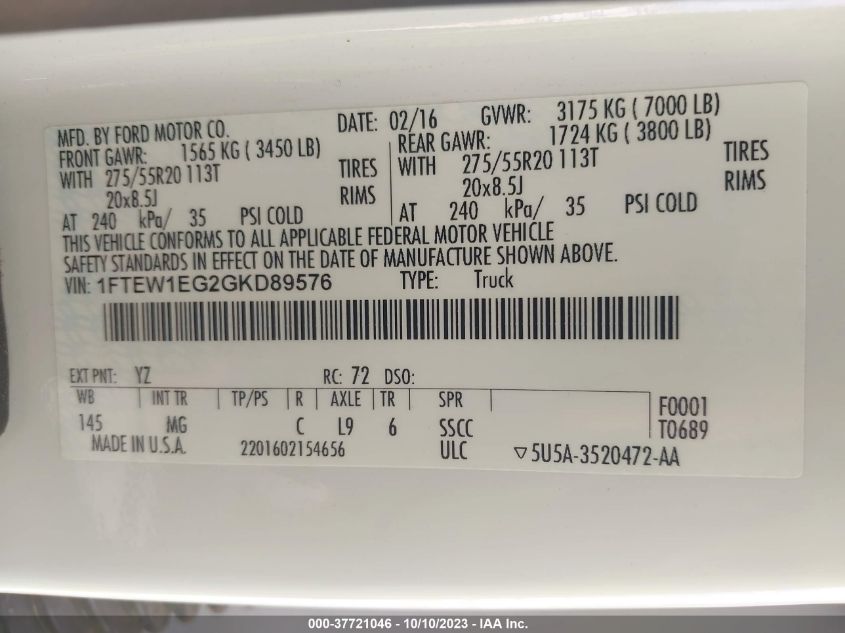 MFD. BY FORD MOTOR CO. DATE: 02/16 GVWR: 3175 KG ( 7000 LB)
FRONT GAWR: 1565 KG ( 3450 LB) REAR GAWR: 1724 KG ( 3800 LB)
WITH 275/55R20 113T TIRES WITH 275/55R20 113T TIRES
20x8.5J RIMS 20x8.5J RIMS
AT 240 kPa/ 35 PSI COLD AT 240 kPa/ 35 PSI COLD
THIS VEHICLE CONFORMS TO ALL APPLICABLE FEDERAL MOTOR VEHICLE
SAFETY STANDARDS IN EFFECT ON THE DATE OF MANUFACTURE SHOWN ABOVE.
VIN: 1FTEW1EG2GKD89576 TYPE: Truck
EXT PNT: YZ RC: 72 DSO:
WB INT TR TP/PS R AXLE TR SPR F0001
145 MG C L9 6 SSCC T0689
MADE IN U.S.A. 2201602154656 ULC ▽5U5A-3520472-AA
000-37721046 - 10/10/2023 - IAA Inc.